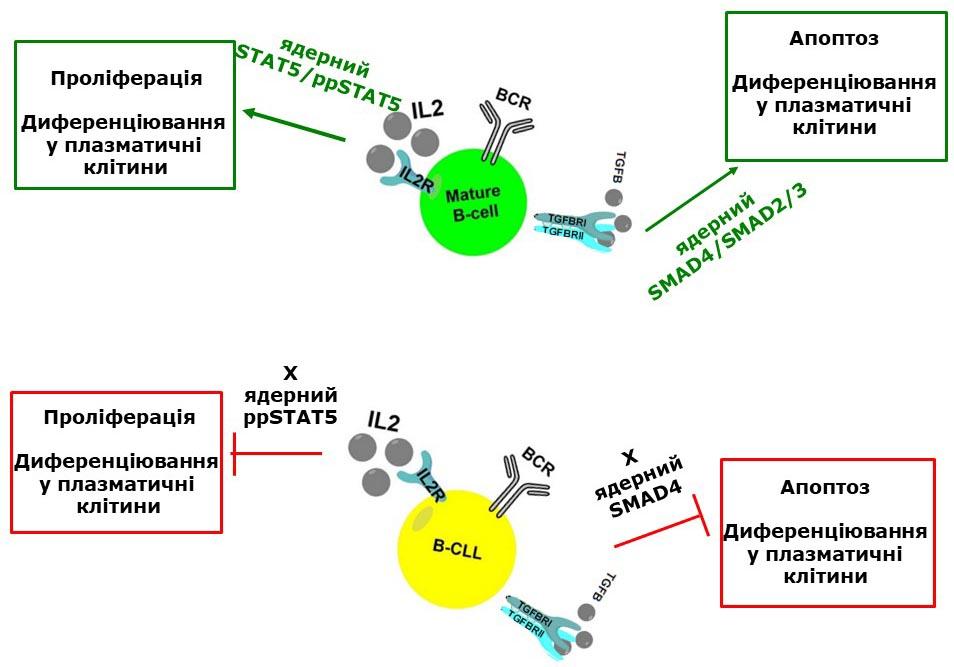 Проліферація
Диференціювання
у плазматичні
клітини
ядерний
STAT5/ppSTAT5
IL2
IL2R
BCR
Mature
B-cell
TGFB
TGFBRI
TGFBRII
ядерний
SMAD4/SMAD2/3
Апоптоз
Диференціювання
у плазматичні
клітини
Проліферація
Диференціювання
у плазматичні
клітини
X
ядерний
ppSTAT5
IL2
IL2R
BCR
B-CLL
TGFB
TGFBRI
TGFBRII
X
ядерний
SMAD4
Апоптоз
Диференціювання
у плазматичні
клітини